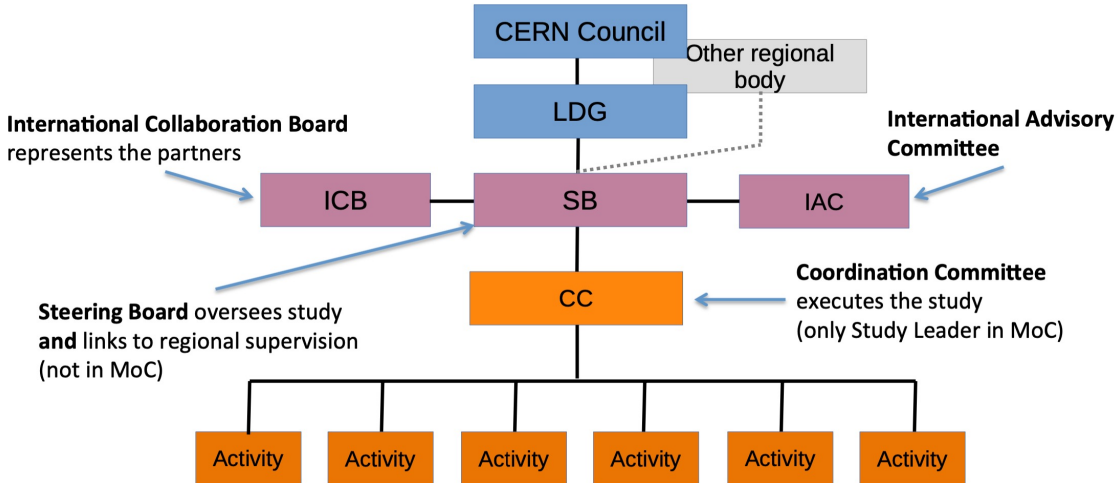 CERN Council
Other regional
body
LDG
International Collaboration Board
represents the partners
International Advisory
Committee
ICB
SB
IAC
Steering Board oversees study
and links to regional supervision
(not in MoC)
CC
Coordination Committee
executes the study
(only Study Leader in MoC)
Activity
Activity
Activity
Activity
Activity
Activity